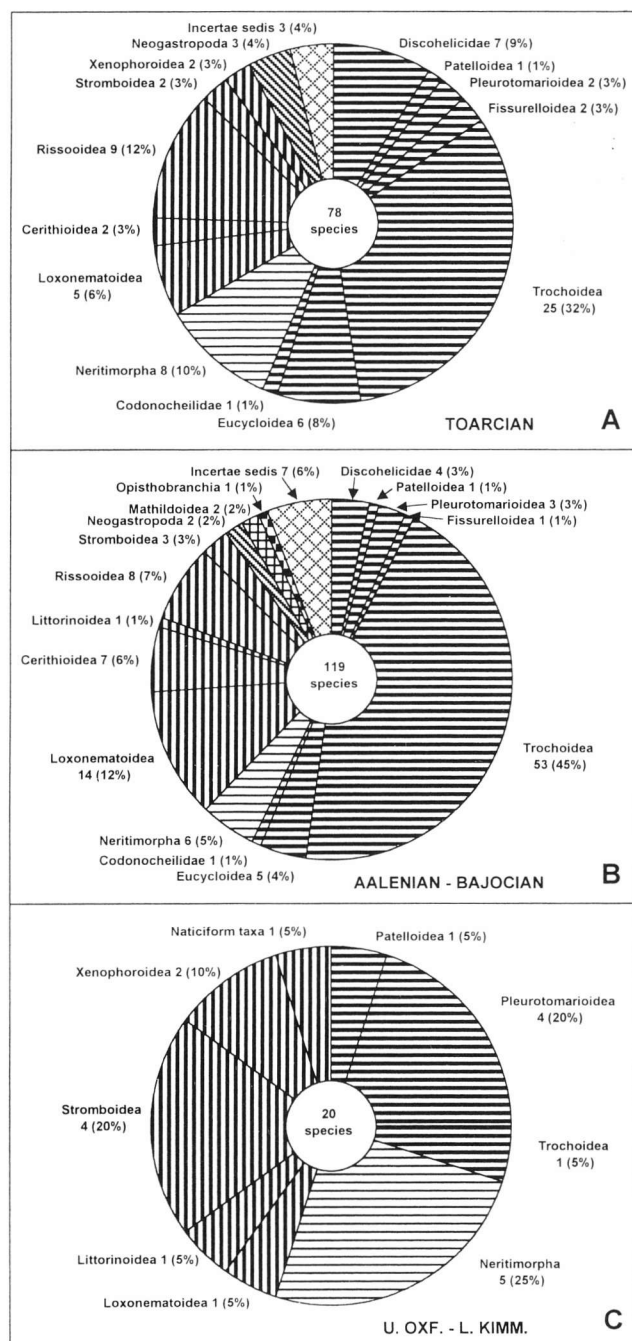 Incertae sedis 3 (4%)
Neogastropoda 3 (4%)
Xenophoroidea 2 (3%)
Stromboidea 2 (3%)
Rissooidea 9 (12%)
Cerithioidea 2 (3%)
Loxonematoidea
5 (6%)
Neritimorpha 8 (10%)
Codonocheilidae 1 (1%)
Eucycloidea 6 (8%)
Discohelicidae 7 (9%)
Patelloidea 1 (1%)
Pleurotomarioidea 2 (3%)
Fissurelloidea 2 (3%)
Trochoidea
25 (32%)
78
species
TOARCIAN
A
Incertae sedis 7 (6%)
Opisthobranchia 1 (1%)
Mathildoidea 2 (2%)
Neogastropoda 2 (2%)
Stromboidea 3 (3%)
Rissooidea 8 (7%)
Littorinoidea 1 (1%)
Cerithioidea 7 (6%)
Loxonematoidea
14 (12%)
Neritimorpha 6 (5%)
Codonocheilidae 1 (1%)
Eucycloidea 5 (4%)
Discohelicidae 4 (3%)
Patelloidea 1 (1%)
Pleurotomarioidea 3 (3%)
Fissurelloidea 1 (1%)
Trochoidea
53 (45%)
119
species
AALENIAN - BAJOCIAN
B
Naticiform taxa 1 (5%)
Xenophoroidea 2 (10%)
Stromboidea
4 (20%)
Littorinoidea 1 (5%)
Loxonematoidea 1 (5%)
Patelloidea 1 (5%)
Pleurotomarioidea
4 (20%)
Trochoidea
1 (5%)
Neritimorpha
5 (25%)
20
species
U. OXF. - L. KIMM.
C